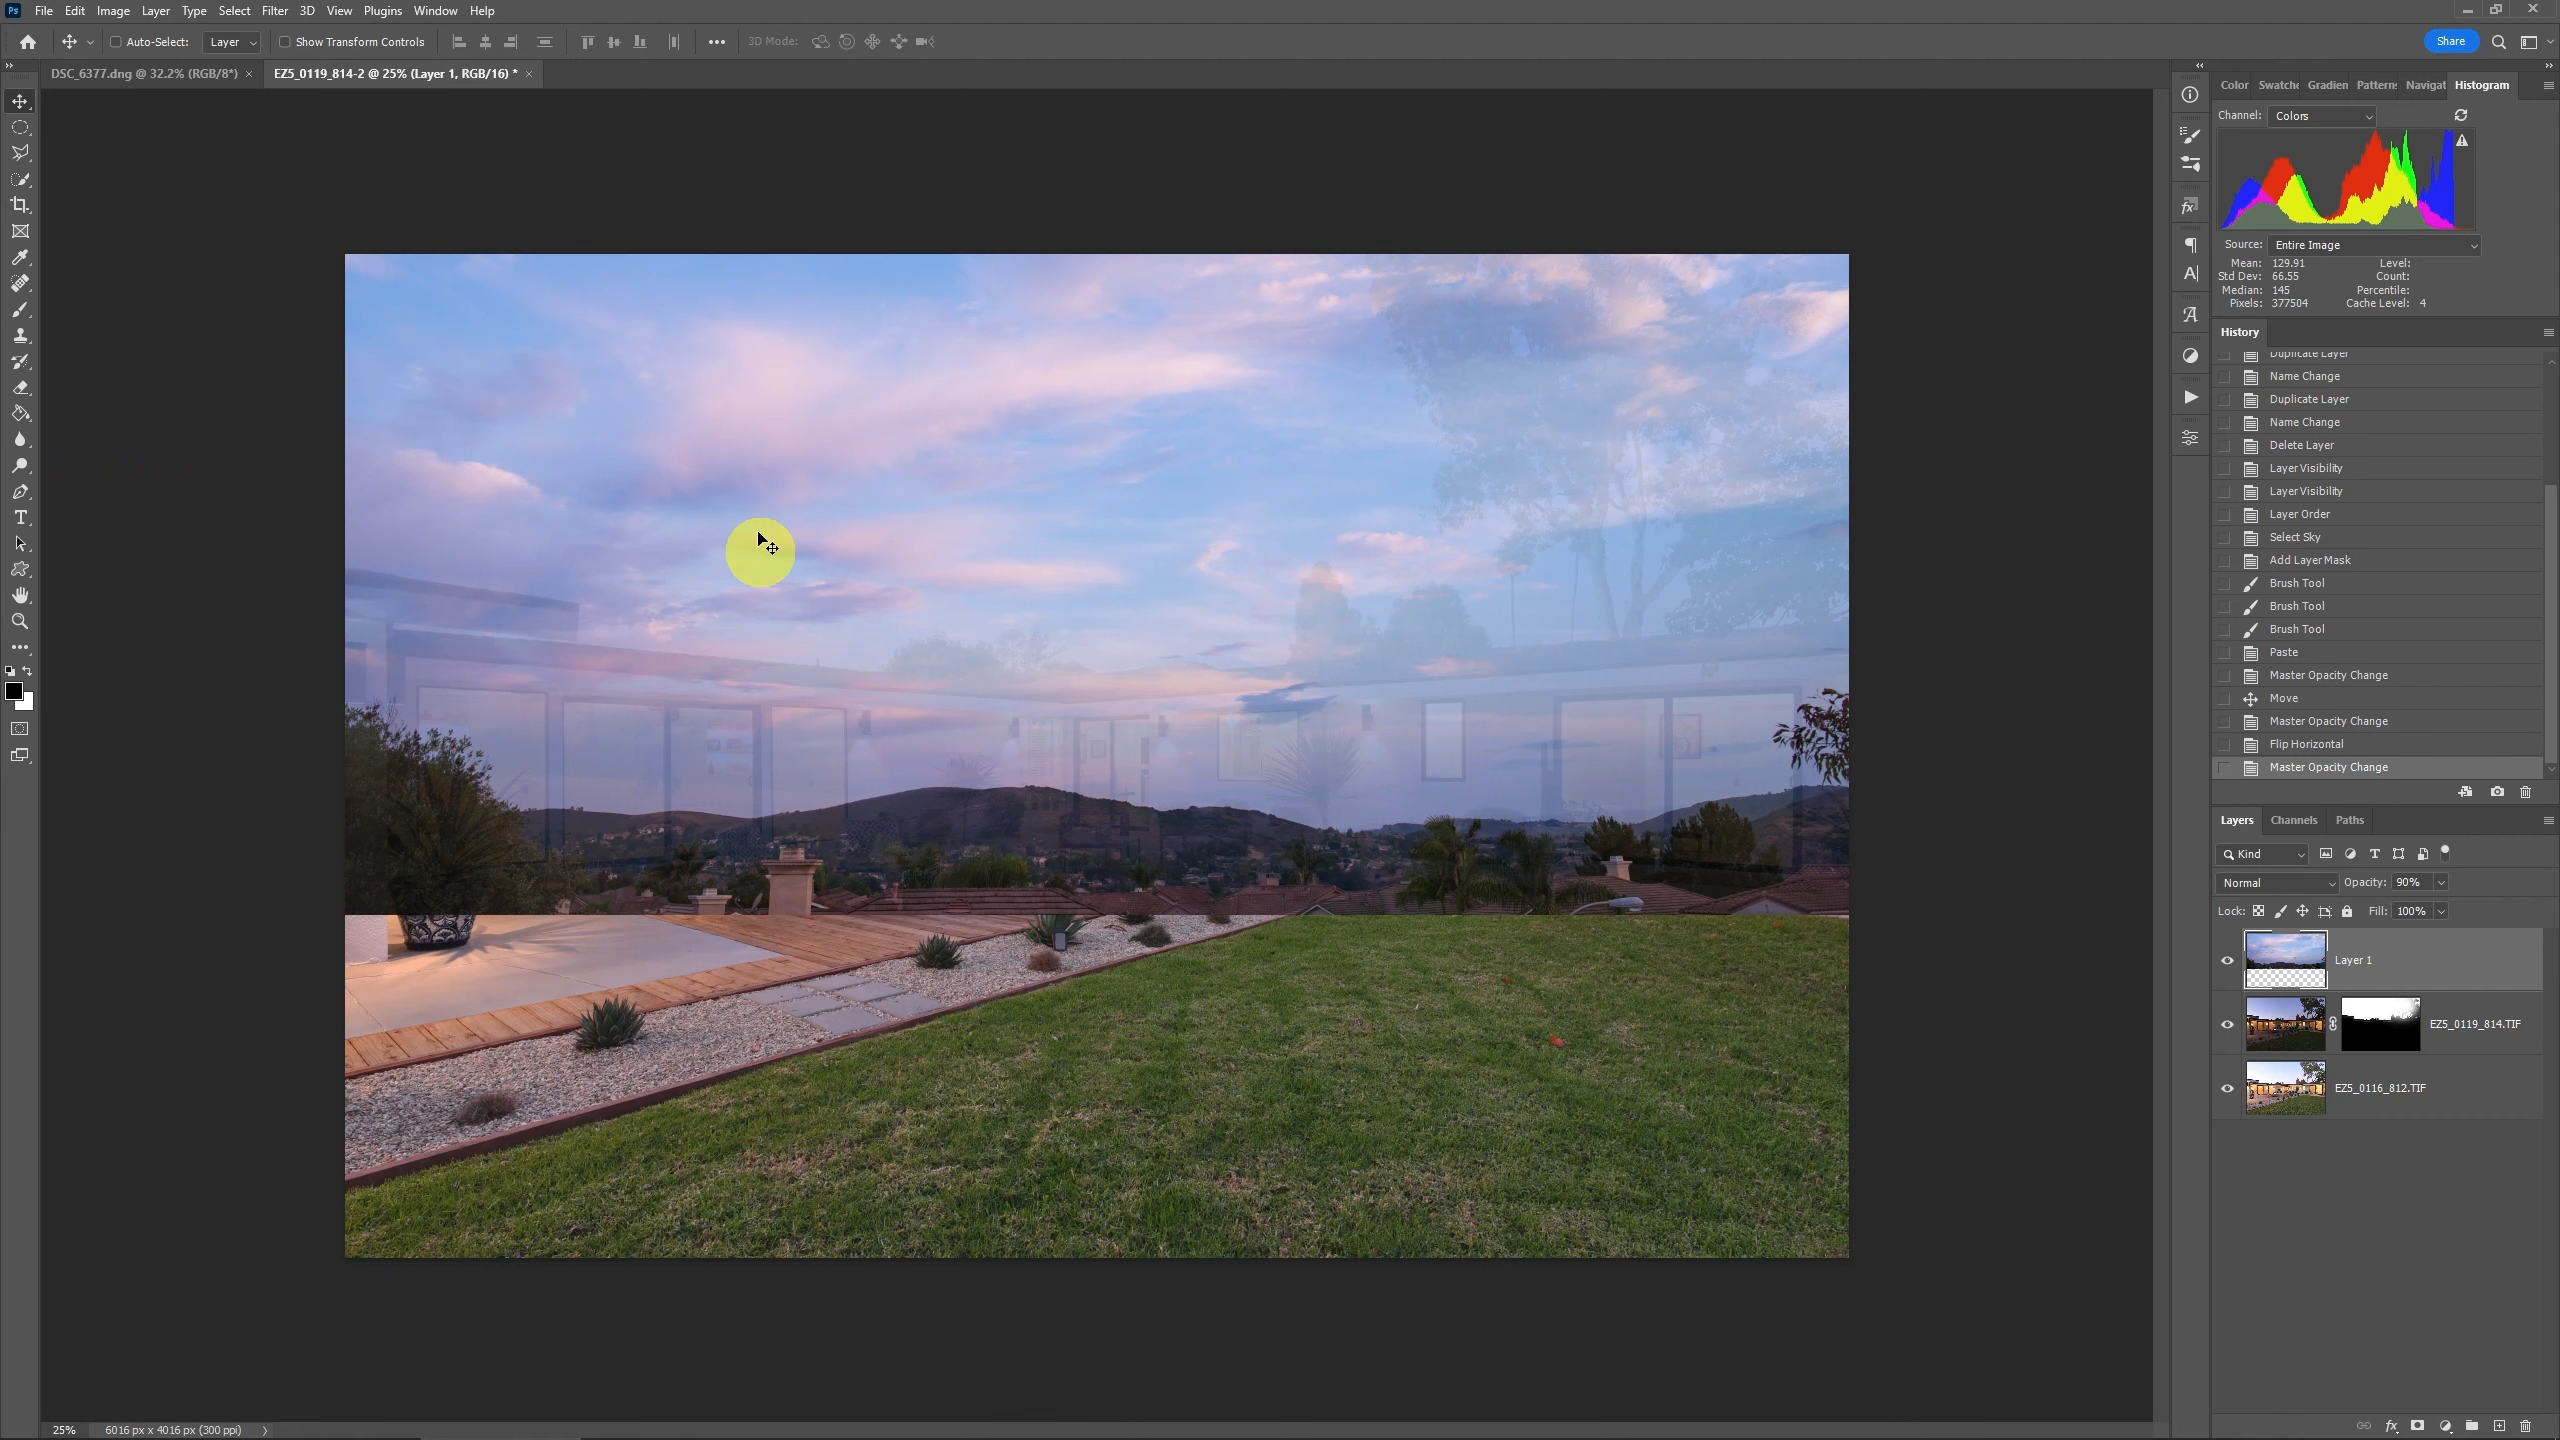 Ps File Edit Image Layer Type Select Filter 3D View Plugins Window Help
Auto-Select: Layer Show Transform Controls 3D Mode: Share
DSC_6377.dng @ 32.2% (RGB/8*) × EZ5_0119_814-2 @ 25% (Layer 1, RGB/16) * ×
Color Swatche Gradien Pattern Navigat Histogram
Channel: Colors
Source: Entire Image
Mean: 129.91 Level:
Std Dev: 66.55 Count:
Median: 145 Percentile:
Pixels: 377504 Cache Level: 4
History
Duplicate Layer
Name Change
Duplicate Layer
Name Change
Delete Layer
Layer Visibility
Layer Visibility
Layer Order
Select Sky
Add Layer Mask
Brush Tool
Brush Tool
Brush Tool
Paste
Master Opacity Change
Move
Master Opacity Change
Flip Horizontal
Master Opacity Change
Layers Channels Paths
Kind
Normal Opacity: 90%
Lock: Fill: 100%
Layer 1
EZ5_0119_814.TIF
EZ5_0116_812.TIF
25% 6016 px x 4016 px (300 ppi)